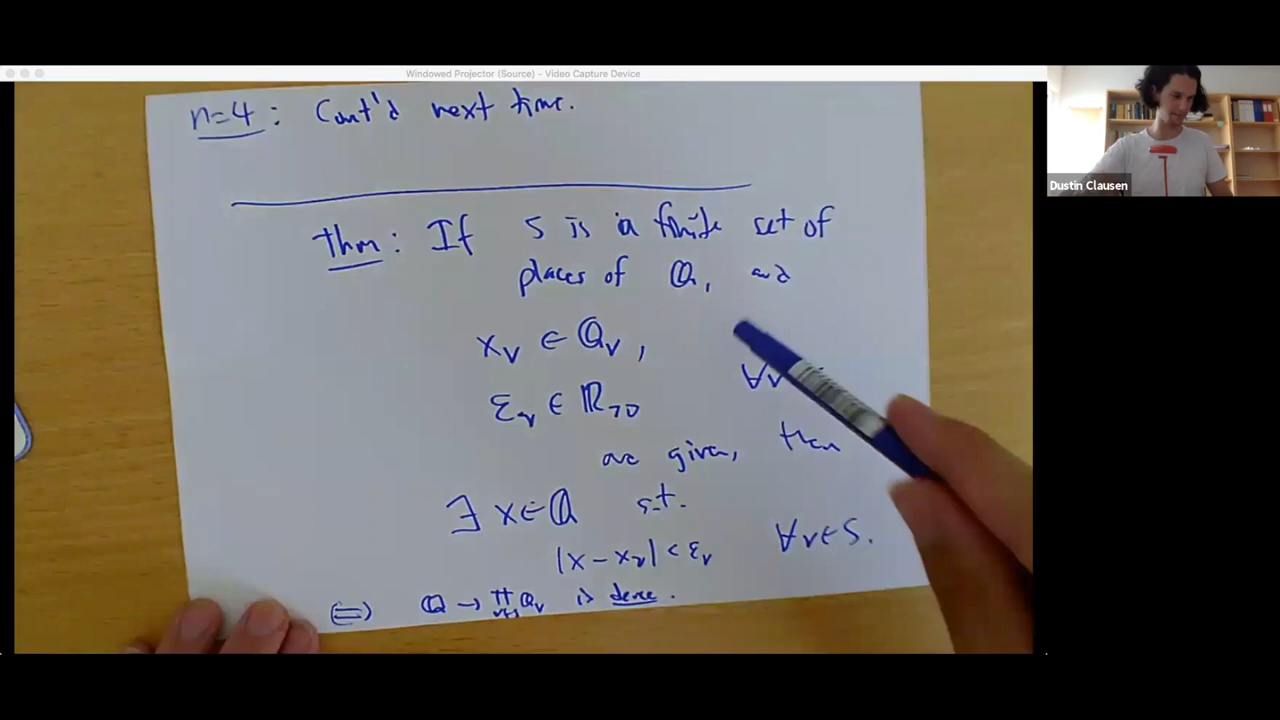 Windowed Projector (Source) - Video Capture Device
n=4: Cont'd next time.
Thm: If S is a finite set of
places of ℚ, and
x_v ∈ ℚ_v,
ε_v ∈ ℝ_>0 ∀v
are given, then
∃ x ∈ ℚ s.t.
|x - x_v| < ε_v ∀v∈S.
(⇔) ℚ → ∏ ℚ_v is dense.
Dustin Clausen